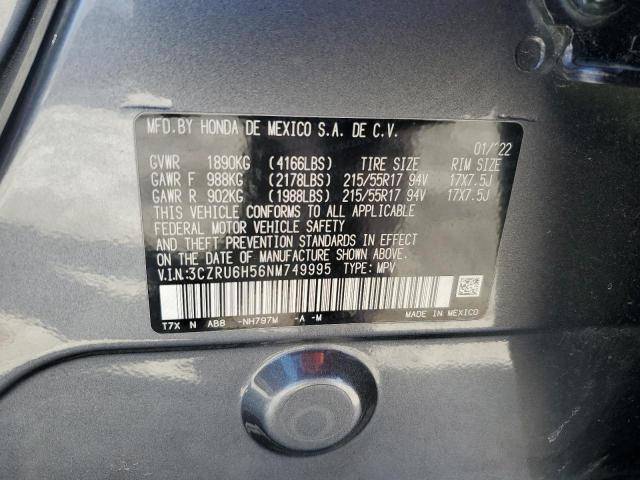 MFD.BY HONDA DE MEXICO S.A. DE C.V.
01/'22
GVWR 1890KG (4166LBS) TIRE SIZE RIM SIZE
GAWR F 988KG (2178LBS) 215/55R17 94V 17X7.5J
GAWR R 902KG (1988LBS) 215/55R17 94V 17X7.5J
THIS VEHICLE CONFORMS TO ALL APPLICABLE
FEDERAL MOTOR VEHICLE SAFETY
AND THEFT PREVENTION STANDARDS IN EFFECT
ON THE DATE OF MANUFACTURE SHOWN ABOVE.
V.I.N:3CZRU6H56NM749995 TYPE: MPV
T7X N AB8 -NH797M -A -M MADE IN MEXICO